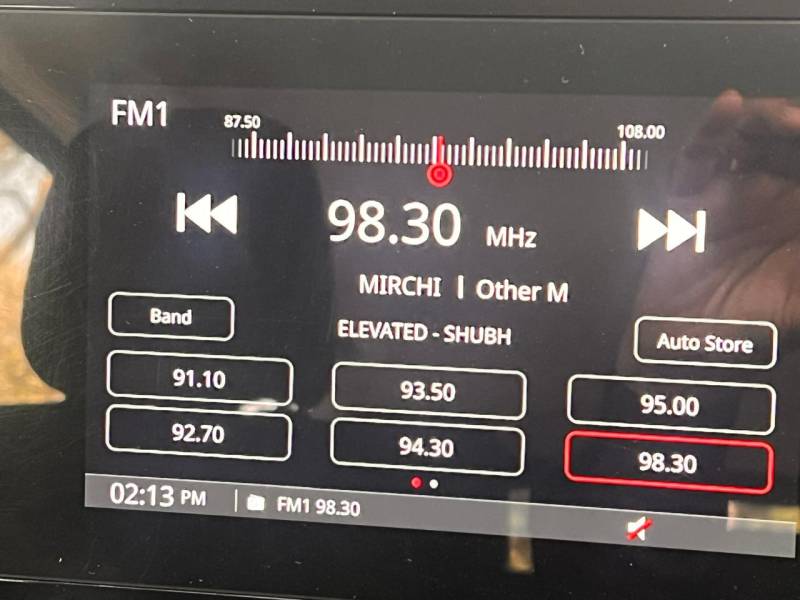 FM1
87.50 108.00
98.30 MHz
MIRCHI | Other M
Band ELEVATED - SHUBH Auto Store
91.10 93.50 95.00
92.70 94.30 98.30
02:13 PM | FM1 98.30